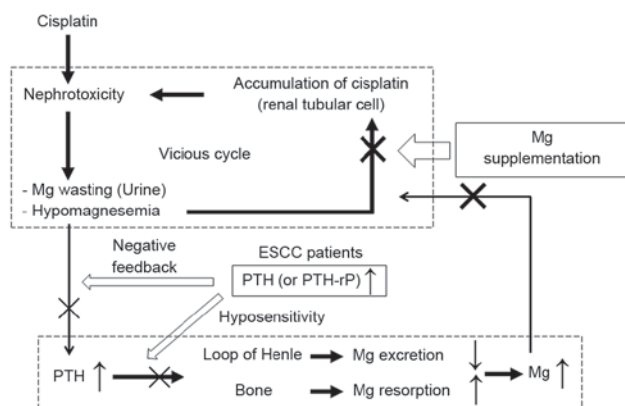 Cisplatin
Nephrotoxicity
Accumulation of cisplatin
(renal tubular cell)
Vicious cycle
Mg
supplementation
- Mg wasting (Urine)
- Hypomagnesemia
Negative
feedback
ESCC patients
PTH (or PTH-rP) ↑
Hyposensitivity
PTH ↑
Loop of Henle
Mg excretion ↓
Bone
Mg resorption ↑
Mg ↑